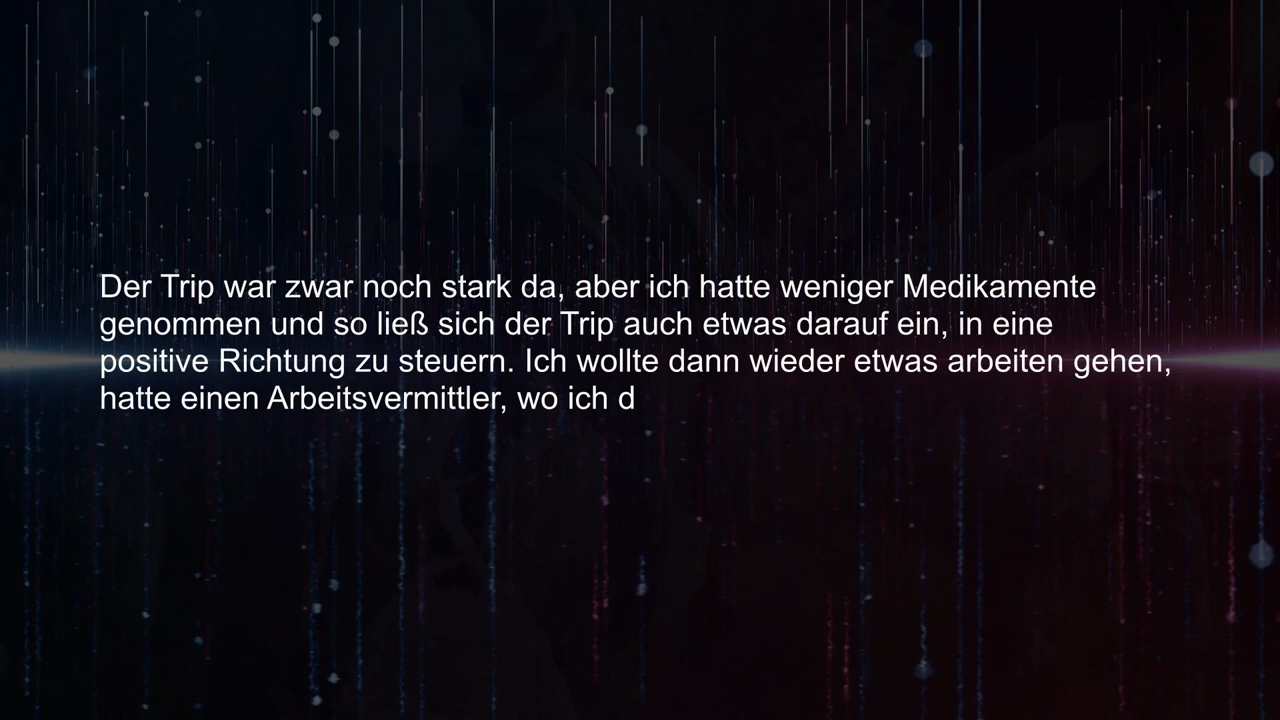 Der Trip war zwar noch stark da, aber ich hatte weniger Medikamente
genommen und so ließ sich der Trip auch etwas darauf ein, in eine
positive Richtung zu steuern. Ich wollte dann wieder etwas arbeiten gehen,
hatte einen Arbeitsvermittler, wo ich d